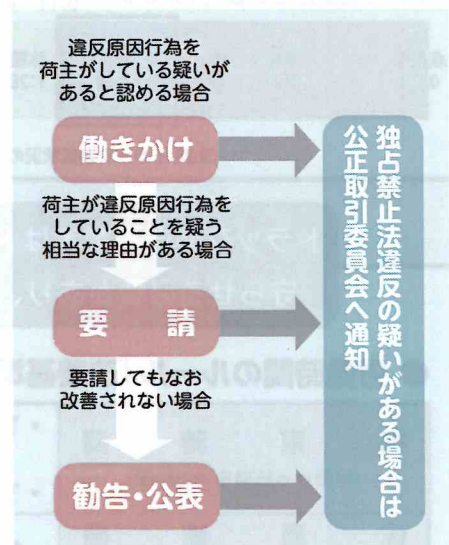 違反原因行為を
荷主がしている疑いが
あると認める場合
働きかけ
荷主が違反原因行為を
していることを疑う
相当な理由がある場合
要 請
要請してもなお
改善されない場合
勧告・公表
独占禁止法違反の疑いがある場合は
公正取引委員会へ通知